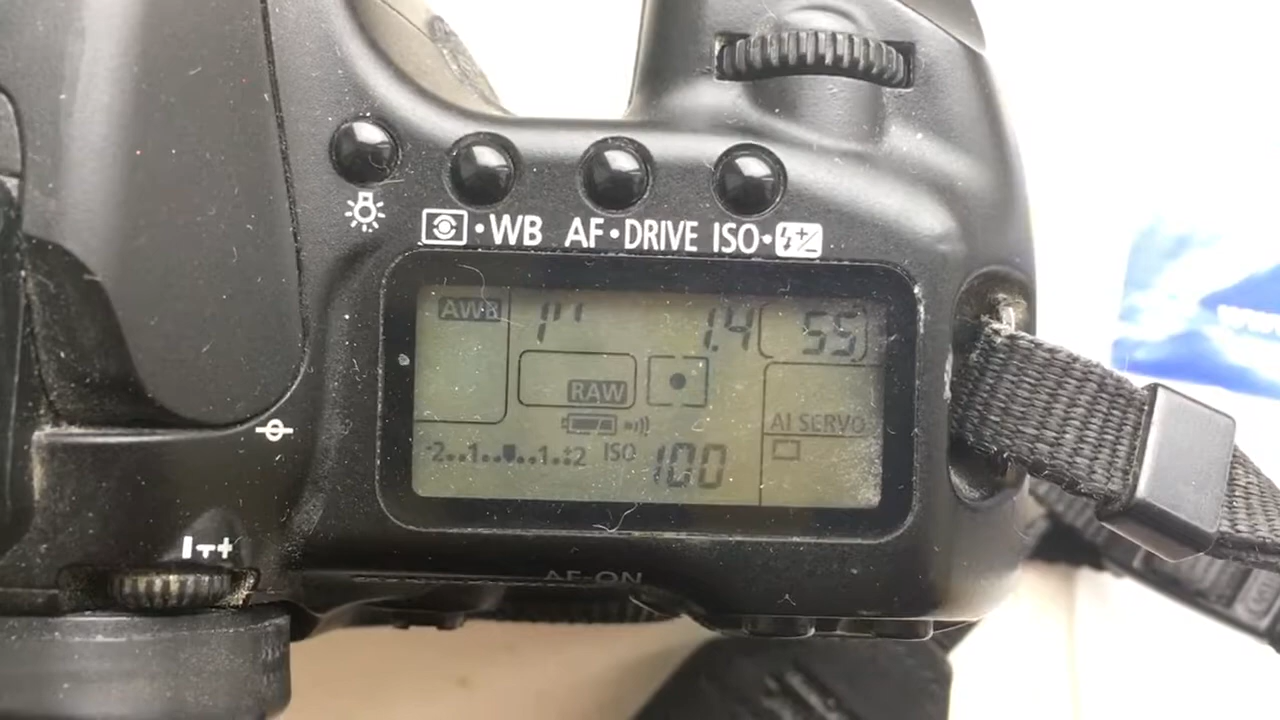 WB AF•DRIVE ISO•
AWB 1" 1.4 55
RAW
AI SERVO
-2..1..▮..1.+2 ISO 100
AF-ON